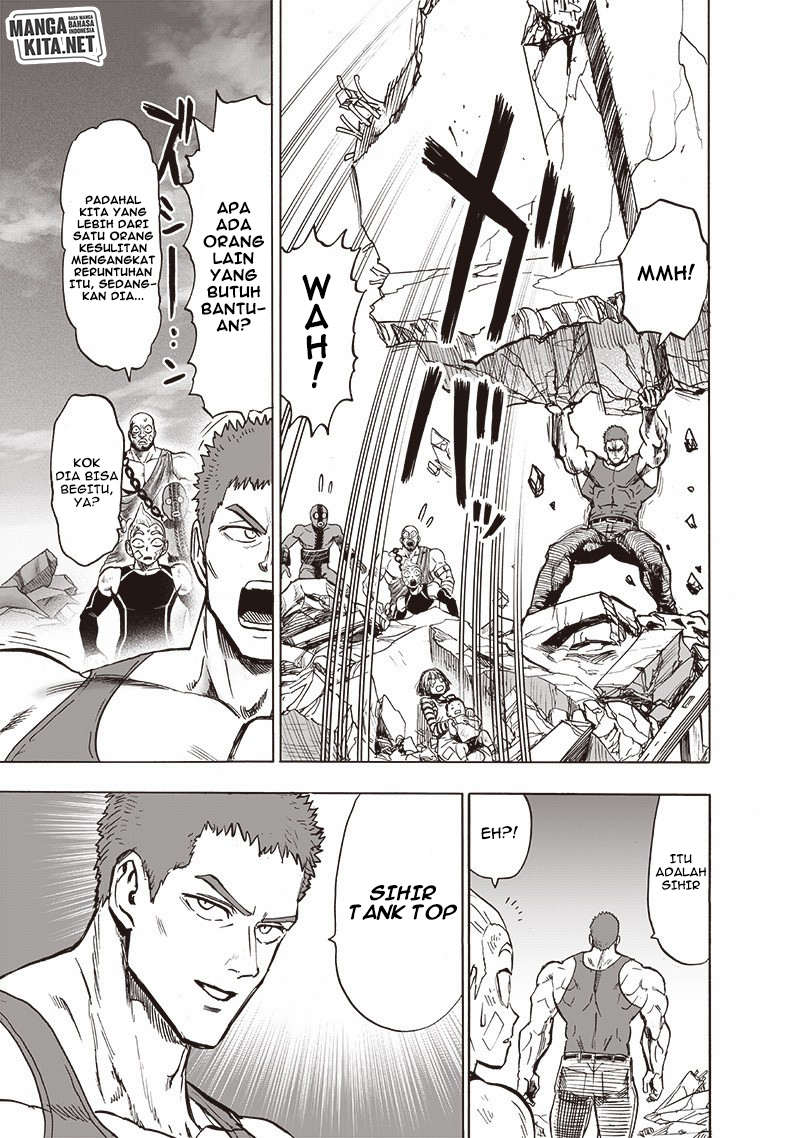 MANGA
KITA.NET
BACA MANGA
BAHASA
INDONESIA
MMH!
ガ
WAH!
APA
ADA
ORANG
LAIN
YANG
BUTUH
BANTU-
AN?
PADAHAL
KITA YANG
LEBIH DARI
SATU ORANG
KESULITAN
MENGANGKAT
RERUNTUHAN
ITU, SEDANG-
KAN DIA...
KOK
DIA BISA
BEGITU,
YA?
ITU
ADALAH
SIHIR
EH?!
SIHIR
TANK TOP